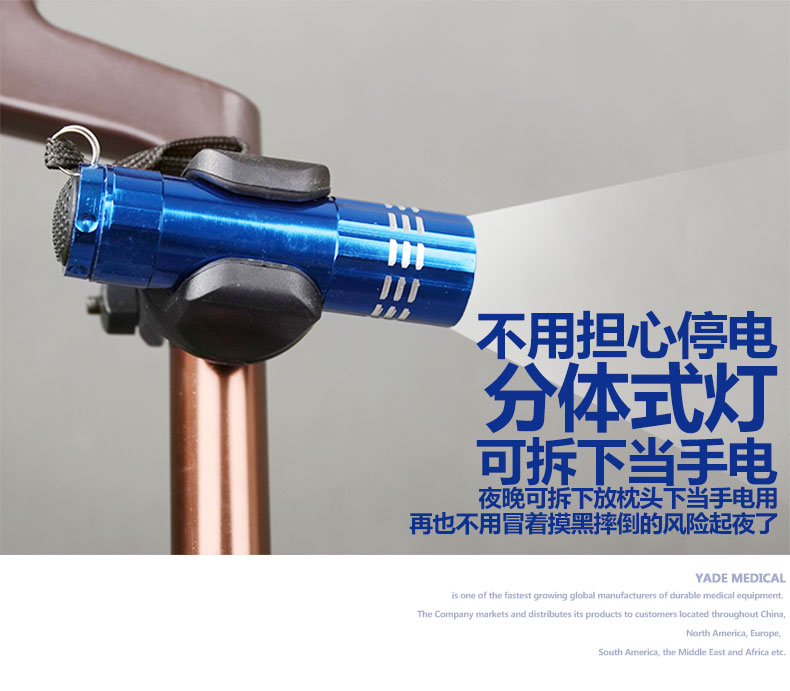 不用担心停电
分体式灯
可拆下当手电
夜晚可拆下放枕头下当手电用
再也不用冒着摸黑摔倒的风险起夜了
YADE MEDICAL
is one of the fastest growing global manufacturers of durable medical equipment.
The Company markets and distributes its products to customers located throughout China,
North America, Europe,
South America, the Middle East and Africa etc.